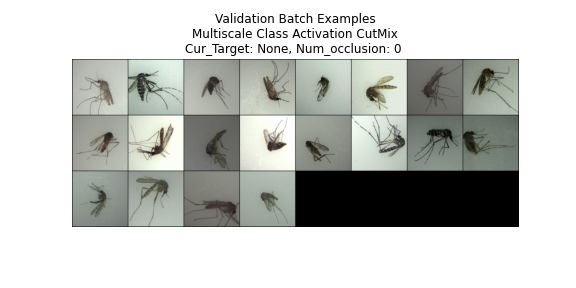 Validation Batch Examples
Multiscale Class Activation CutMix
Cur_Target: None, Num_occlusion: 0